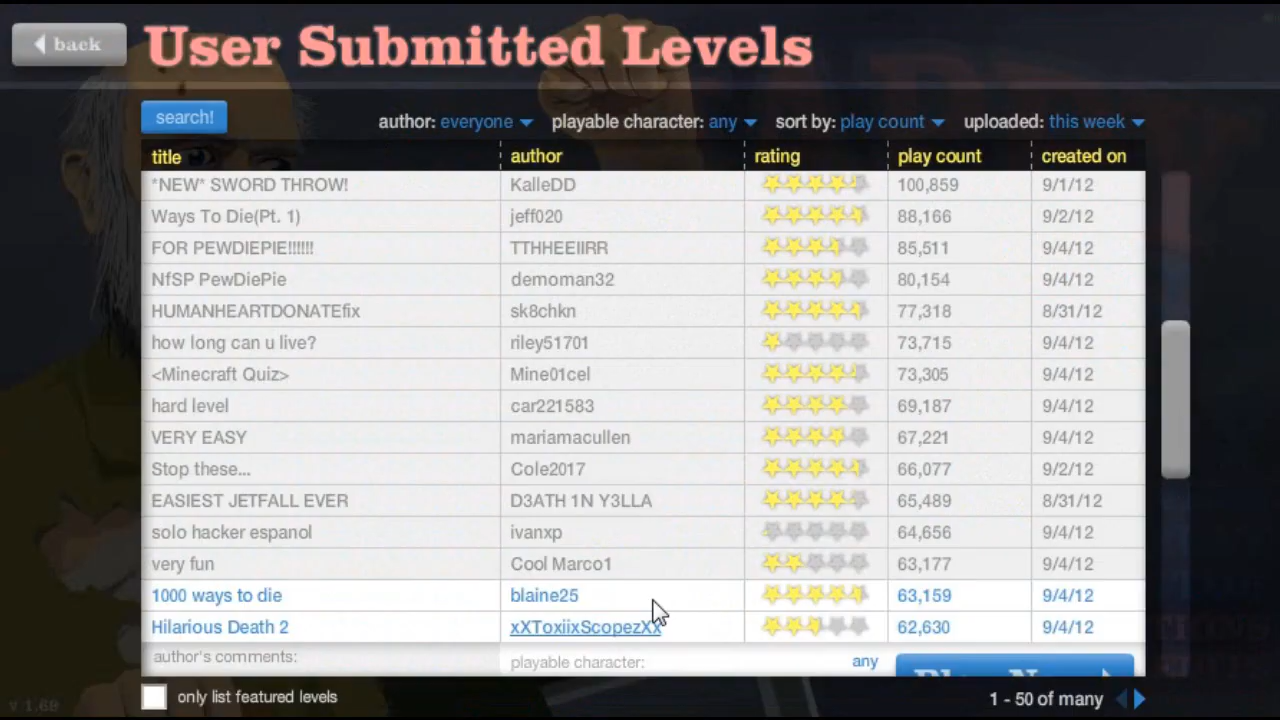 back
User Submitted Levels
search!
author: everyone playable character: any sort by: play count uploaded: this week
title author rating play count created on
*NEW* SWORD THROW! KalleDD 100,859 9/1/12
Ways To Die(Pt. 1) jeff020 88,166 9/2/12
FOR PEWDIEPIE!!!!!! TTHHEEIIRR 85,511 9/4/12
NfSP PewDiePie demoman32 80,154 9/4/12
HUMANHEARTDONATEfix sk8chkn 77,318 8/31/12
how long can u live? riley51701 73,715 9/4/12
<Minecraft Quiz> Mine01cel 73,305 9/4/12
hard level car221583 69,187 9/4/12
VERY EASY mariamacullen 67,221 9/4/12
Stop these... Cole2017 66,077 9/2/12
EASIEST JETFALL EVER D3ATH 1N Y3LLA 65,489 8/31/12
solo hacker espanol ivanxp 64,656 9/4/12
very fun Cool Marco1 63,177 9/4/12
1000 ways to die blaine25 63,159 9/4/12
Hilarious Death 2 xXToxiixScopezXx 62,630 9/4/12
author's comments: playable character: any
only list featured levels 1 - 50 of many
v 1.69